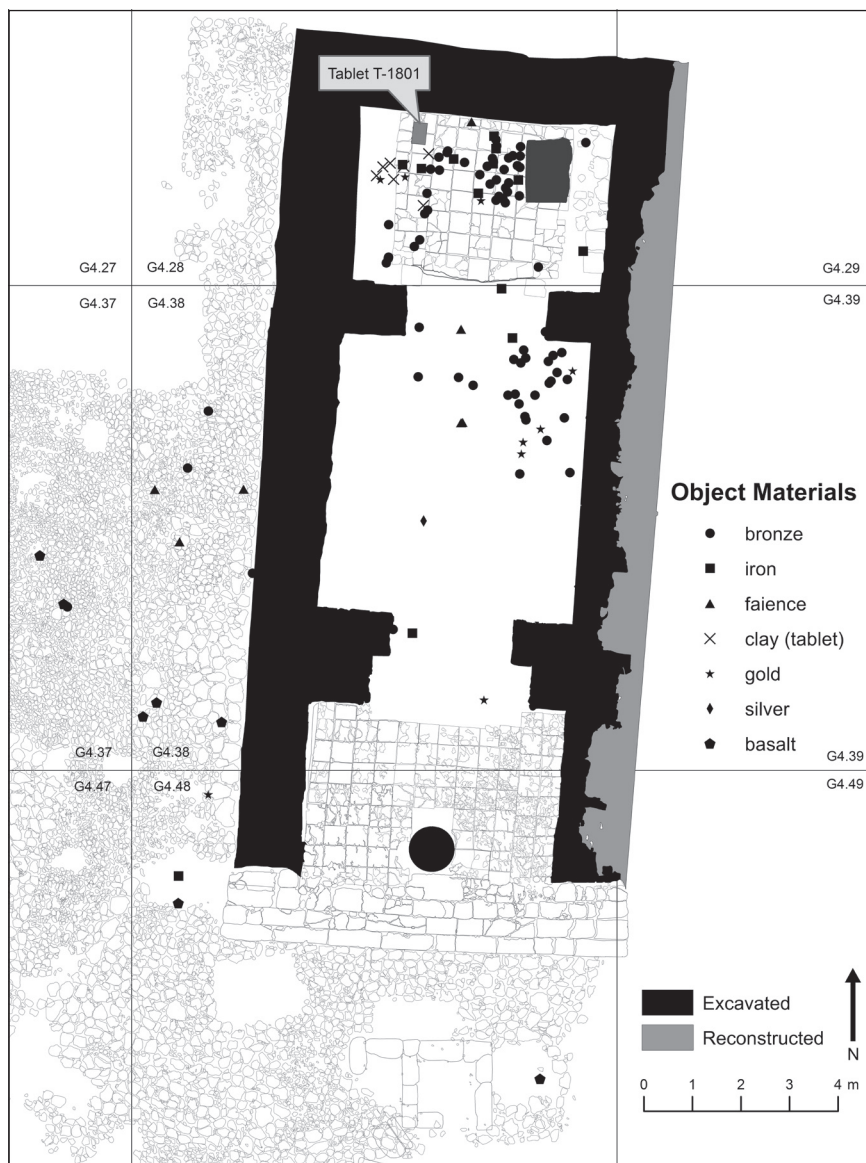 Tablet T-1801
G4.27
G4.28
G4.29
G4.37
G4.38
G4.39
Object Materials
bronze
iron
faience
clay (tablet)
gold
silver
basalt
G4.37
G4.38
G4.39
G4.47
G4.48
G4.49
Excavated
Reconstructed
N
0 1 2 3 4 m